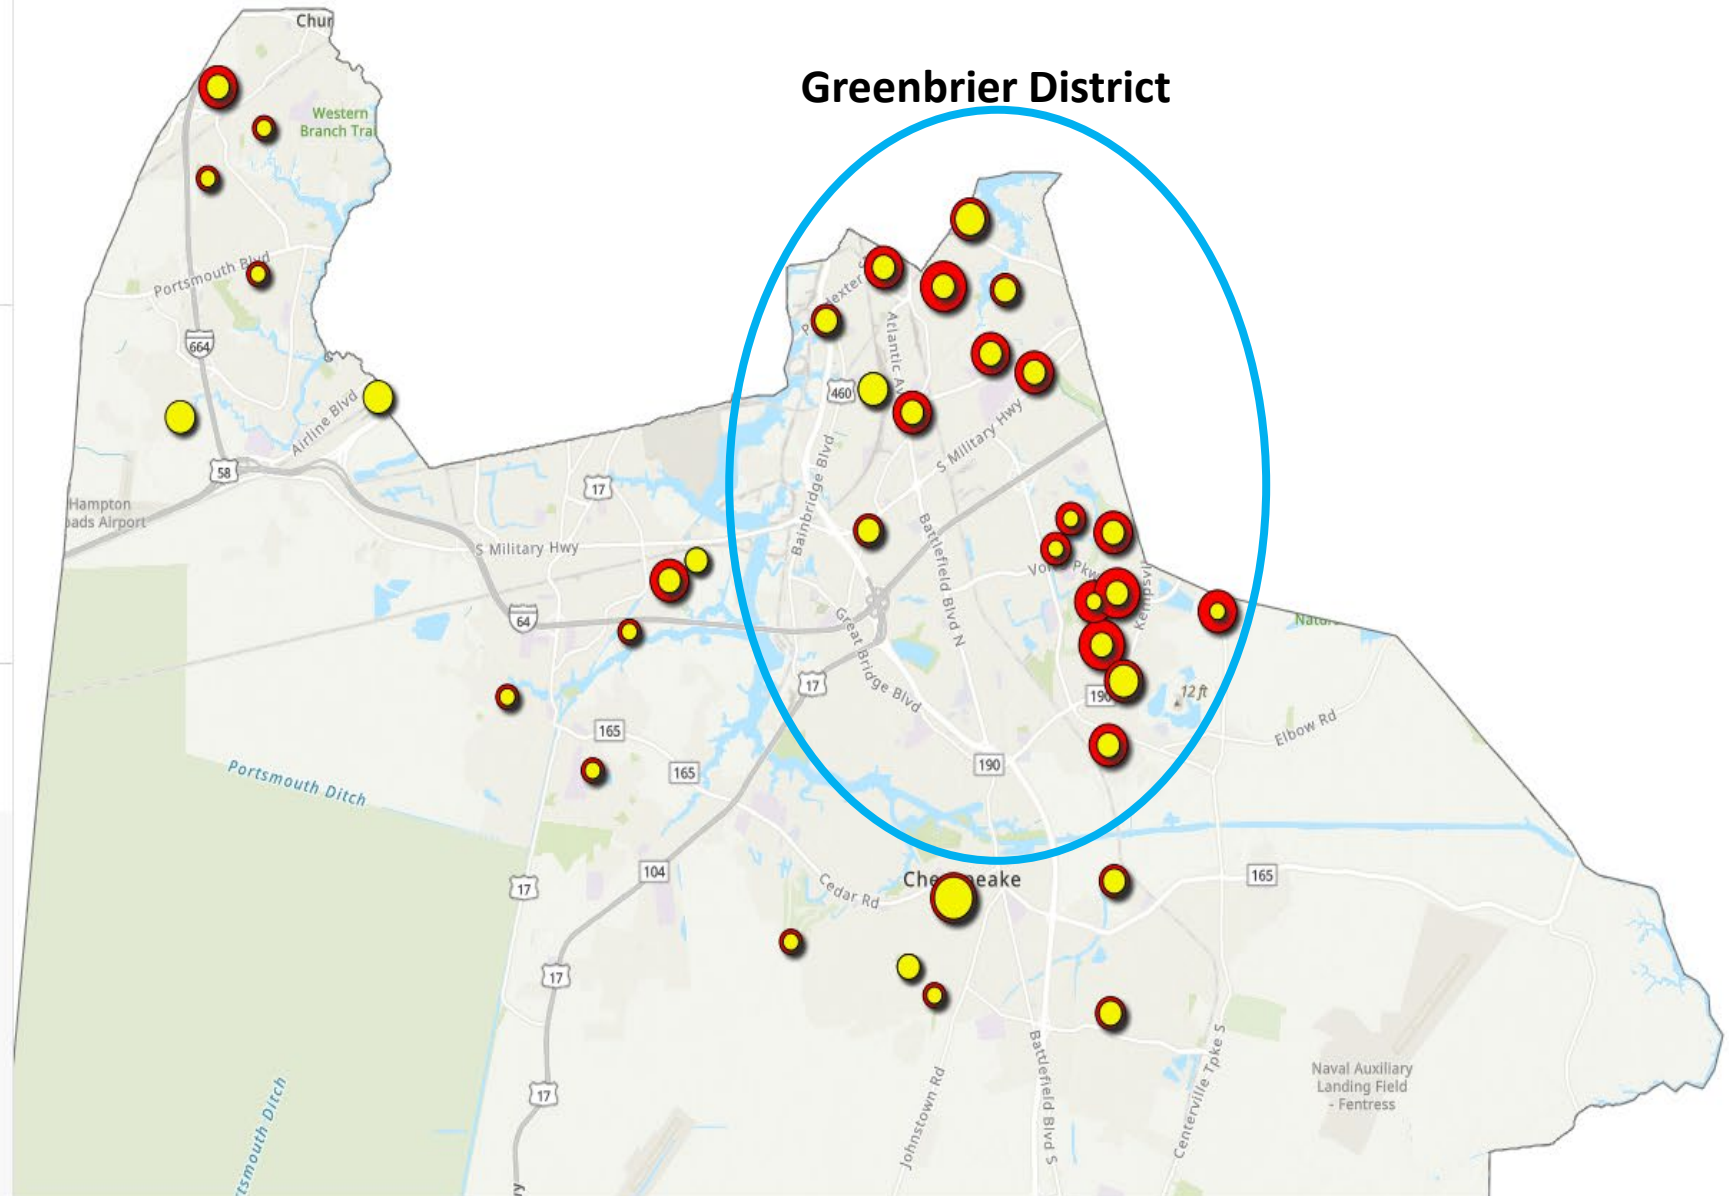 Chur
Greenbrier District
Western
Branch Trai
Portsmouth Blvd
664
Atlantic Av
460
Airline Blvd
S Military Hwy
58
17
Hampton
oads Airport
Bainbridge Blvd
S Military Hwy
Battlefield Blvd N
64
Great Bridge Blvd
17
190
12 ft
165
Elbow Rd
165
190
Portsmouth Ditch
104
165
17
Cedar Rd
17
Naval Auxiliary
Landing Field
- Fentress
17
Johnstown Rd
Battlefield Blvd S
Centerville Tpke S
tsmouth Ditch